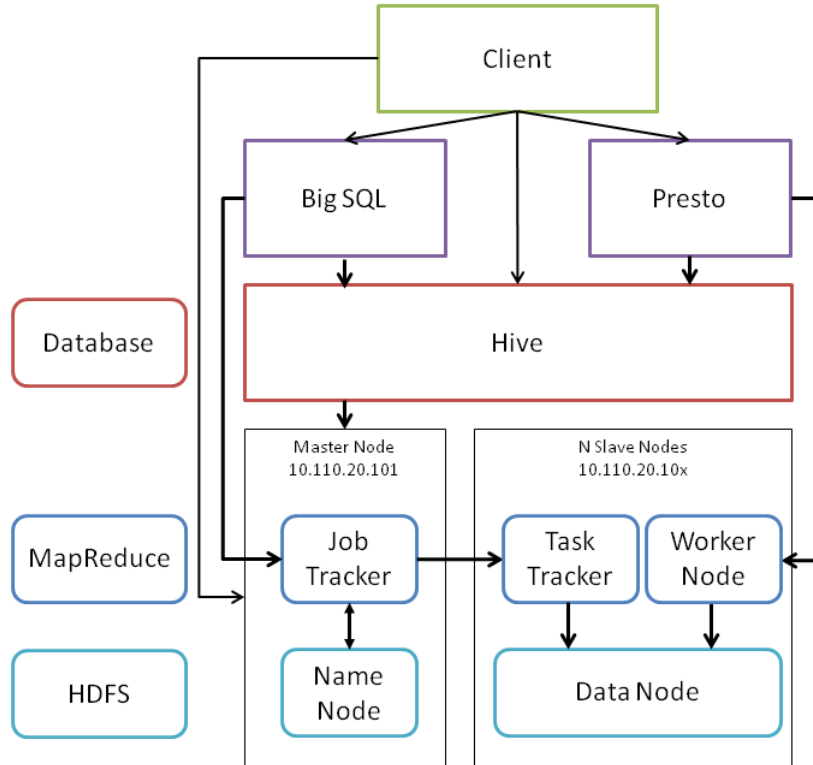 Client
Big SQL
Presto
Database
Hive
Master Node
10.110.20.101
N Slave Nodes
10.110.20.10x
MapReduce
Job
Tracker
Task
Tracker
Worker
Node
HDFS
Name
Node
Data Node